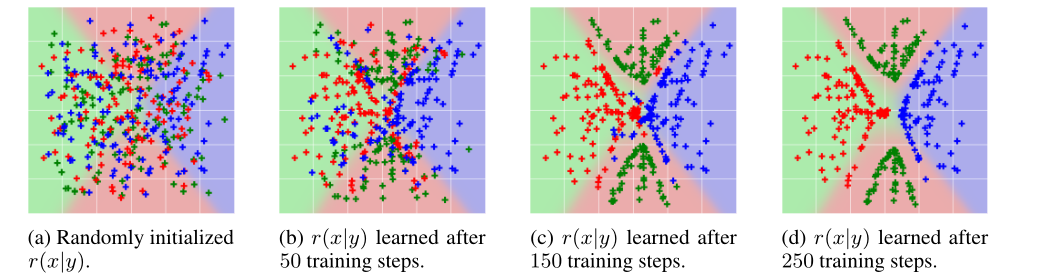 (a) Randomly initialized
r(x|y).
(b) r(x|y) learned after
50 training steps.
(c) r(x|y) learned after
150 training steps.
(d) r(x|y) learned after
250 training steps.